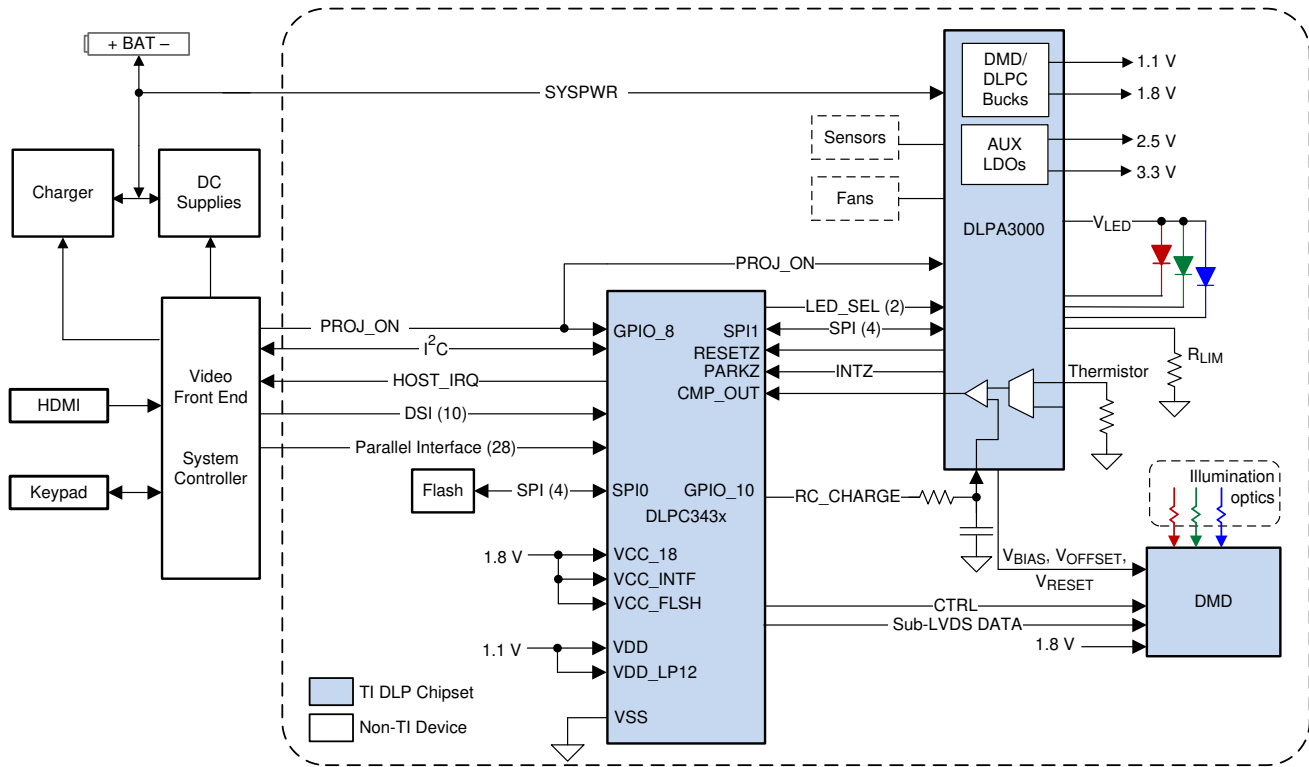 + BAT –
SYSPWR
DMD/
DLPC
Bucks
1.1 V
1.8 V
Sensors
AUX
LDOs
2.5 V
3.3 V
Charger
DC
Supplies
Fans
DLPA3000
VLED
PROJ_ON
LED_SEL (2)
PROJ_ON
GPIO_8
SPI1
SPI (4)
I2C
RESETZ
RLIM
Video
Front End
HOST_IRQ
PARKZ
INTZ
Thermistor
HDMI
CMP_OUT
DSI (10)
Parallel Interface (28)
System
Controller
Keypad
Flash
SPI (4)
SPI0
GPIO_10
RC_CHARGE
Illumination
optics
DLPC343x
1.8 V
VCC_18
VCC_INTF
VCC_FLSH
VBIAS, VOFFSET,
VRESET
CTRL
DMD
Sub-LVDS DATA
1.8 V
1.1 V
VDD
VDD_LP12
TI DLP Chipset
VSS
Non-TI Device